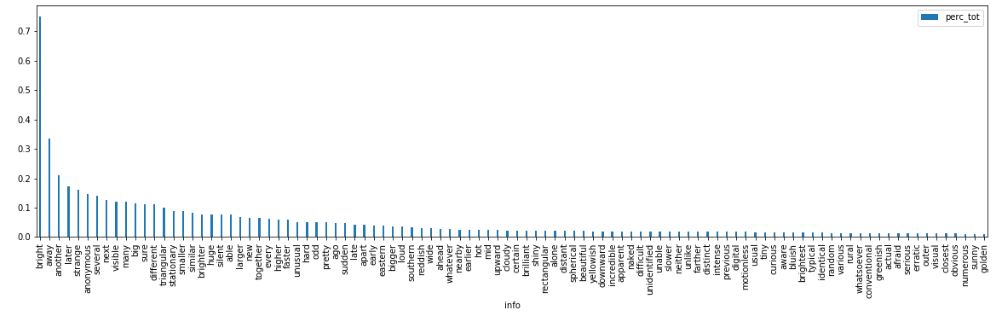 perc_tot
0.7
0.6
0.5
0.4
0.3
0.2
0.1
0.0
bright
away
another
later
strange
anonymous
several
next
visible
many
big
sure
different
triangular
stationary
smaller
similar
brighter
huge
silent
able
larger
new
together
every
higher
faster
unusual
hard
odd
pretty
ago
sudden
late
apart
early
eastern
bigger
loud
southern
reddish
wide
ahead
whatever
nearby
earlier
hot
mid
upward
cloudy
certain
brilliant
shiny
rectangular
alone
distant
spherical
beautiful
yellowish
downward
incredible
apparent
naked
difficult
unidentified
unable
slower
neither
unlike
farther
distinct
intense
previous
digital
motionless
usual
tiny
curious
aware
bluish
brightest
typical
identical
random
various
rural
whatsoever
conventional
greenish
actual
afraid
serious
erratic
outer
visual
closest
obvious
numerous
sunny
golden
info